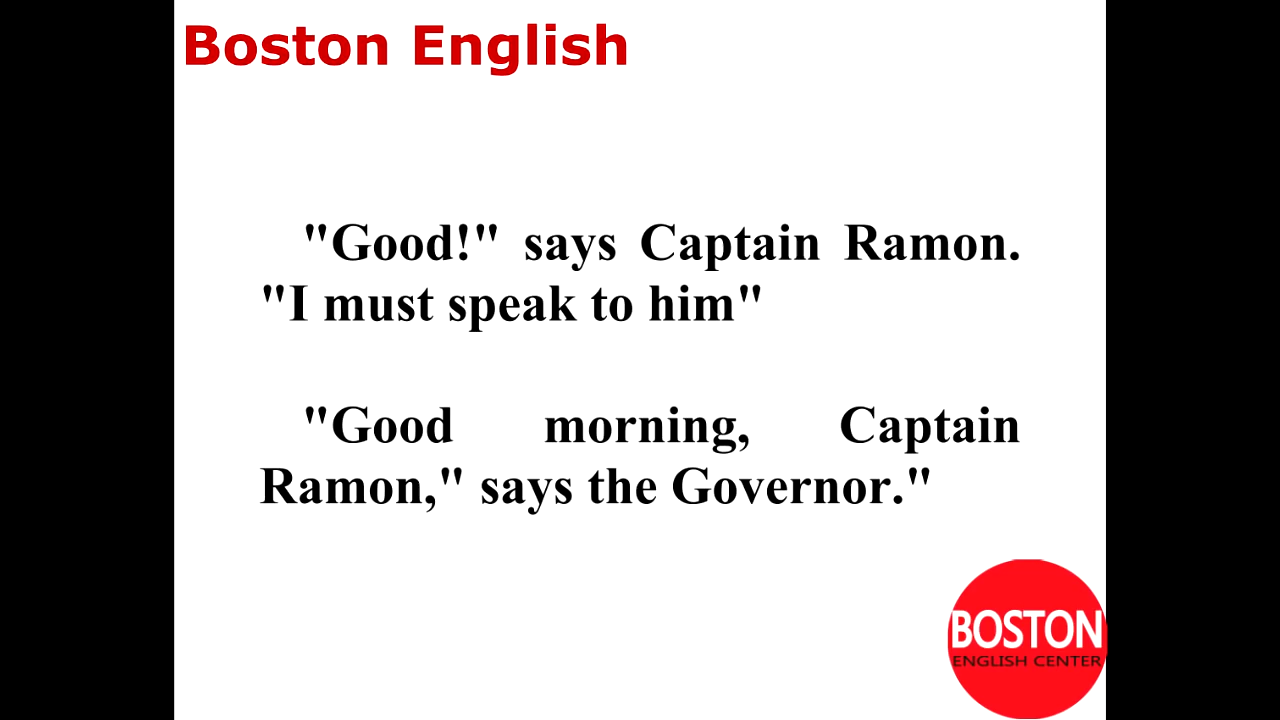 Boston English
"Good!" says Captain Ramon.
"I must speak to him"
"Good morning, Captain
Ramon," says the Governor."
BOSTON
ENGLISH CENTER